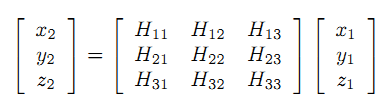 [ x₂ ] = [ H₁₁ H₁₂ H₁₃ ] [ x₁ ]
[ y₂ ] = [ H₂₁ H₂₂ H₂₃ ] [ y₁ ]
[ z₂ ] = [ H₃₁ H₃₂ H₃₃ ] [ z₁ ]